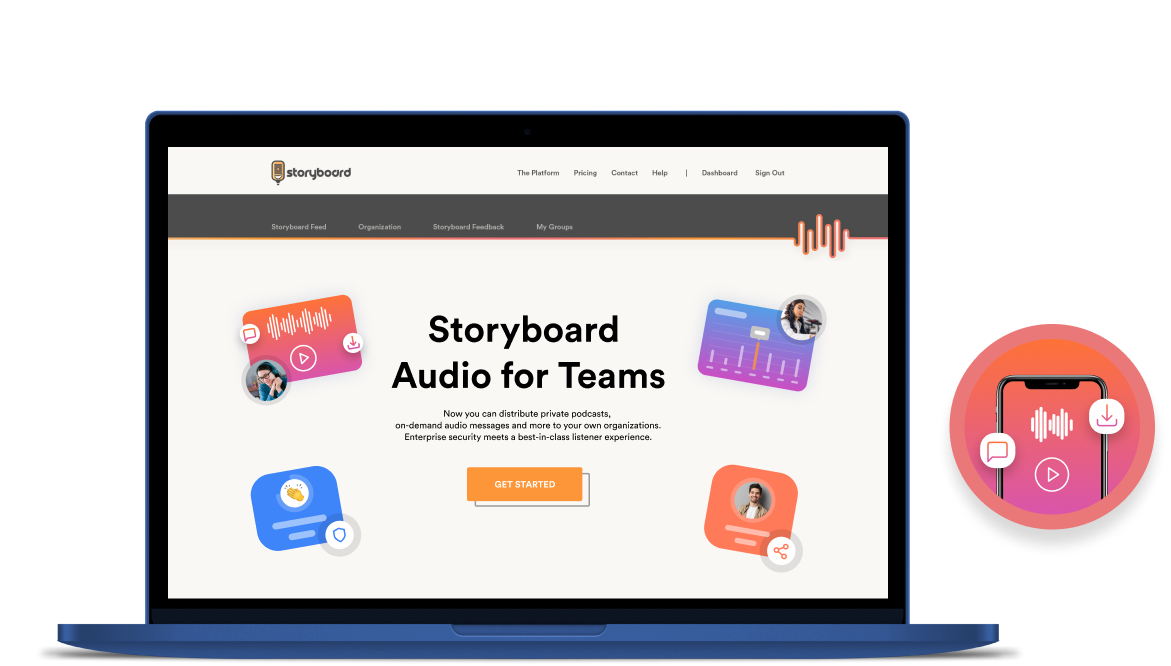 storyboard
The Platform Pricing Contact Help | Dashboard Sign Out
Storyboard Feed Organization Storyboard Feedback My Groups
Storyboard
Audio for Teams
Now you can distribute private podcasts,
on-demand audio messages and more to your own organizations.
Enterprise security meets a best-in-class listener experience.
GET STARTED